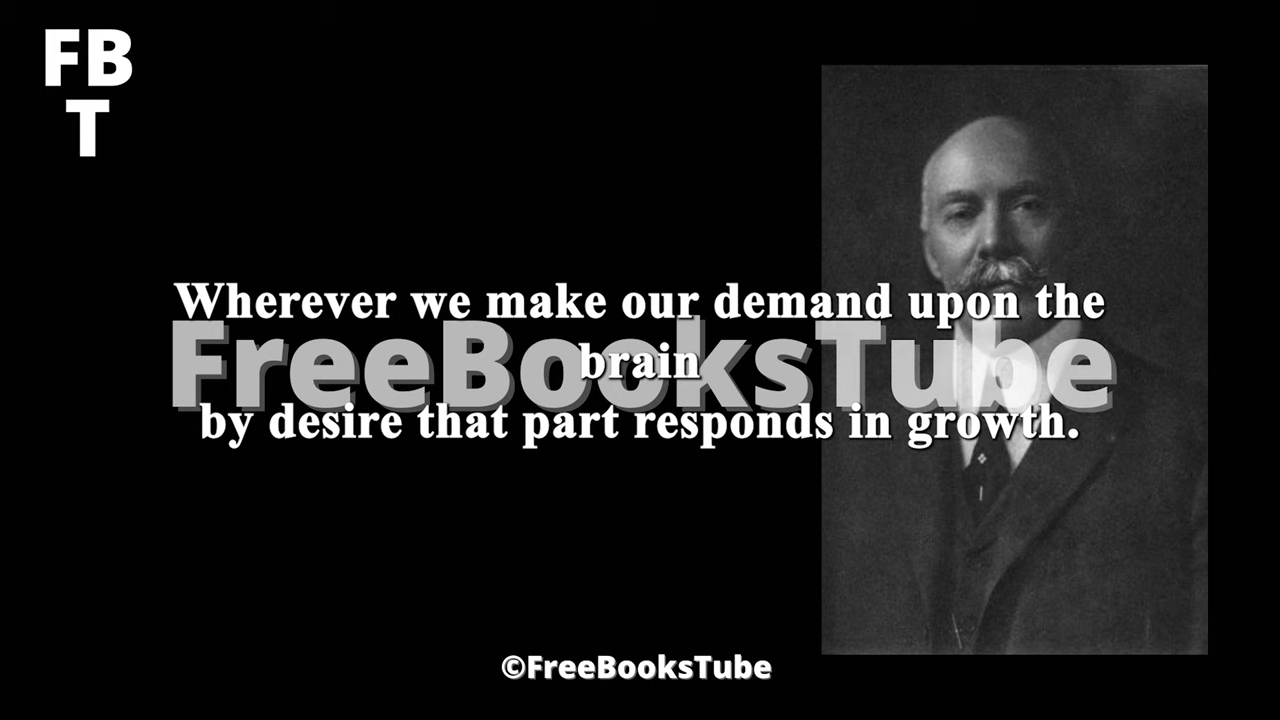 FB
T
Wherever we make our demand upon the
FreeBooksTube
brain
by desire that part responds in growth.
©FreeBooksTube